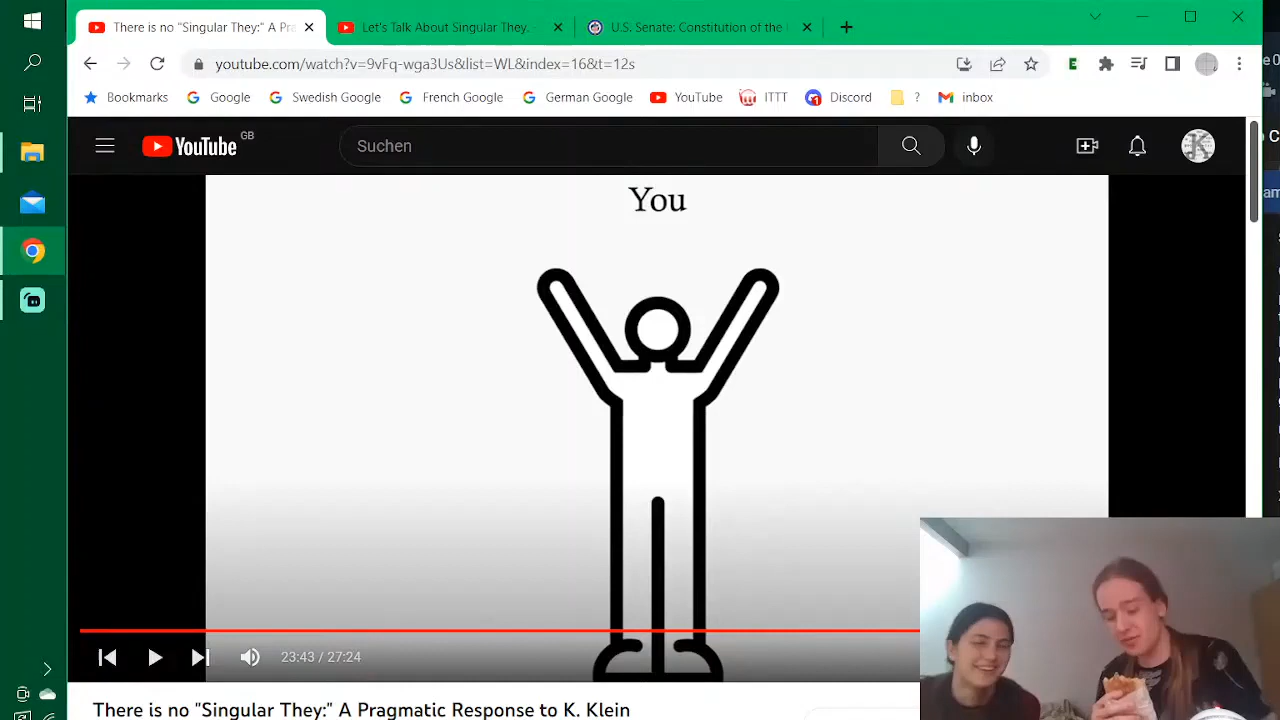 There is no "Singular They:" A Pra
Let's Talk About Singular They.
U.S. Senate: Constitution of the
youtube.com/watch?v=9vFq-wga3Us&list=WL&index=16&t=12s
Bookmarks Google Swedish Google French Google German Google YouTube ITTT Discord ? inbox
YouTube GB
Suchen
K
You
23:43 / 27:24
There is no "Singular They:" A Pragmatic Response to K. Klein